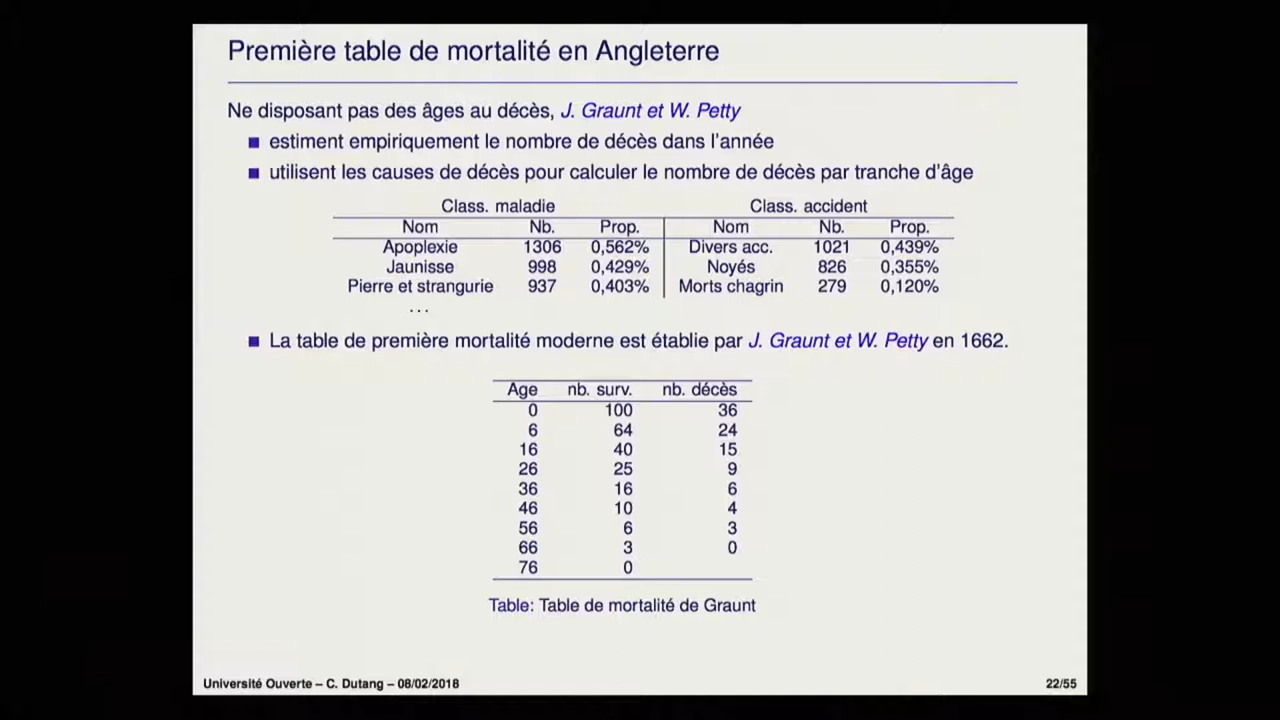 Première table de mortalité en Angleterre
Ne disposant pas des âges au décès, J. Graunt et W. Petty
estiment empiriquement le nombre de décès dans l'année
utilisent les causes de décès pour calculer le nombre de décès par tranche d'âge
Class. maladie Class. accident
Nom Nb. Prop. Nom Nb. Prop.
Apoplexie 1306 0,562% Divers acc. 1021 0,439%
Jaunisse 998 0,429% Noyés 826 0,355%
Pierre et strangurie 937 0,403% Morts chagrin 279 0,120%
...
La table de première mortalité moderne est établie par J. Graunt et W. Petty en 1662.
Age nb. surv. nb. décès
0 100 36
6 64 24
16 40 15
26 25 9
36 16 6
46 10 4
56 6 3
66 3 0
76 0
Table: Table de mortalité de Graunt
Université Ouverte – C. Dutang – 08/02/2018 22/55